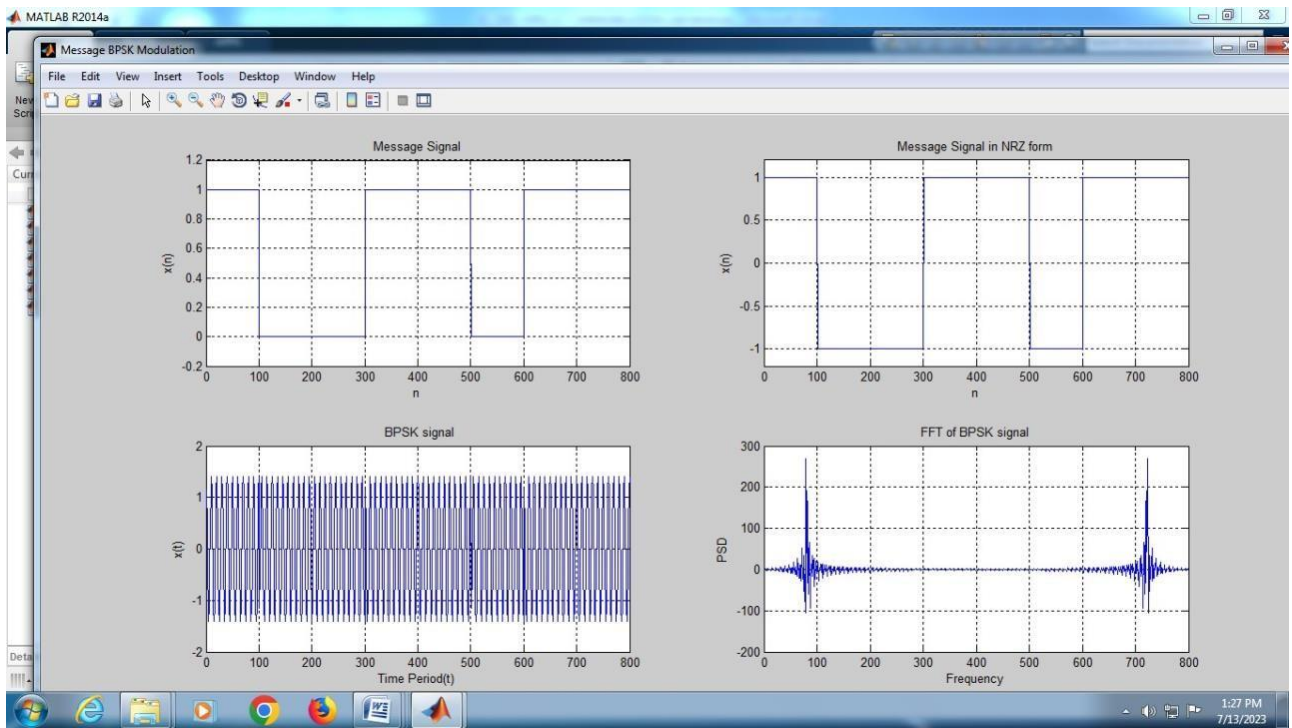 MATLAB R2014a
Message BPSK Modulation
File Edit View Insert Tools Desktop Window Help
New
Message Signal
1.2
1
0.8
0.6
0.4
0.2
0
-0.2
x(n)
0 100 200 300 400 500 600 700 800
n
Message Signal in NRZ form
1
0.5
0
-0.5
-1
x(n)
0 100 200 300 400 500 600 700 800
n
BPSK signal
2
1
0
-1
-2
x(t)
0 100 200 300 400 500 600 700 800
Time Period(t)
FFT of BPSK signal
300
200
100
0
-100
-200
PSD
0 100 200 300 400 500 600 700 800
Frequency
1:27 PM
7/13/2023